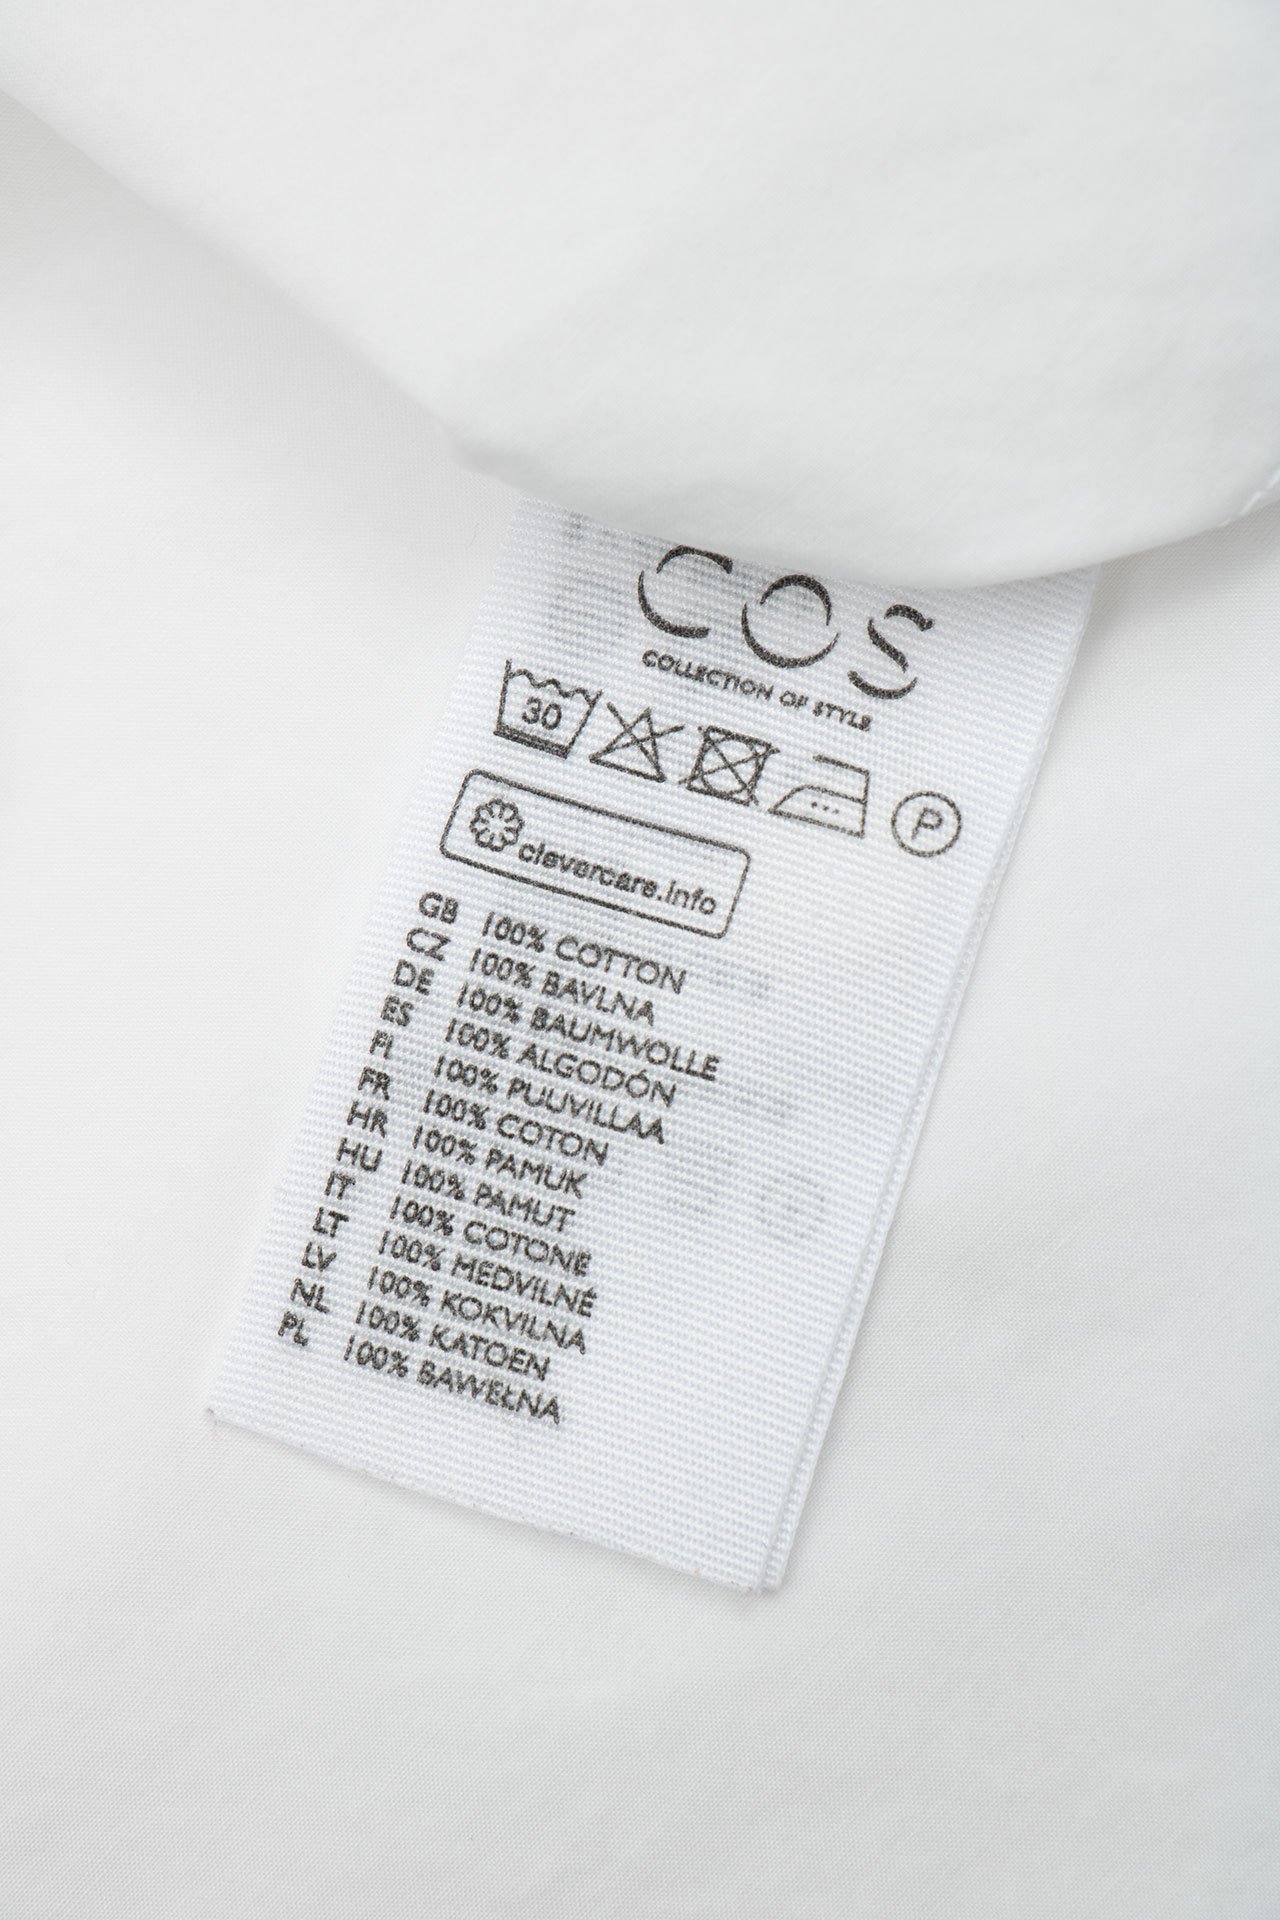 COS
COLLECTION OF STYLE
30
P
clevercare.info
GB 100% COTTON
CZ 100% BAVLNA
DE 100% BAUMWOLLE
ES 100% ALGODÓN
FI 100% PUUVILLAA
FR 100% COTON
HR 100% PAMUK
HU 100% PAMUT
IT 100% COTONE
LT 100% MEDVILNĖ
LV 100% KOKVILNA
NL 100% KATOEN
PL 100% BAWEŁNA